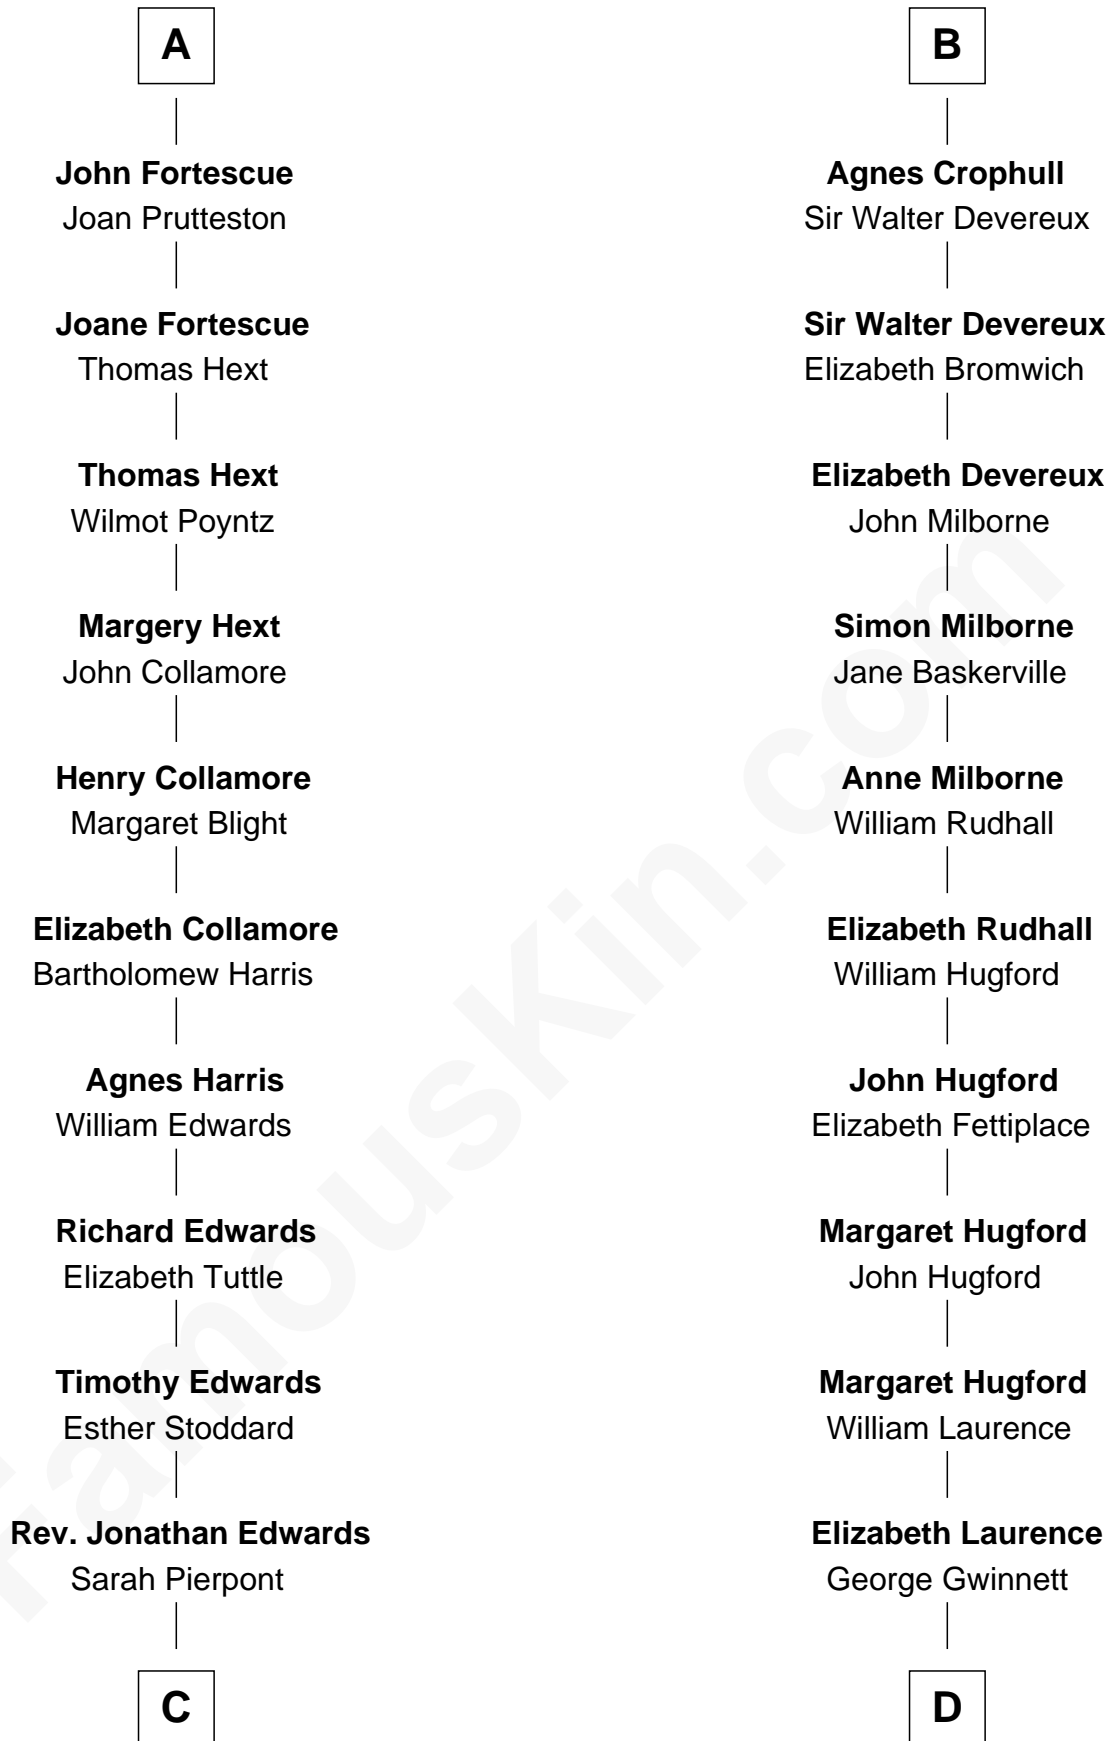 A
John Fortescue
Joan Prutteston
Joane Fortescue
Thomas Hext
Thomas Hext
Wilmot Poyntz
Margery Hext
John Collamore
Henry Collamore
Margaret Blight
Elizabeth Collamore
Bartholomew Harris
Agnes Harris
William Edwards
Richard Edwards
Elizabeth Tuttle
Timothy Edwards
Esther Stoddard
Rev. Jonathan Edwards
Sarah Pierpont
C
B
Agnes Crophull
Sir Walter Devereux
Sir Walter Devereux
Elizabeth Bromwich
Elizabeth Devereux
John Milborne
Simon Milborne
Jane Baskerville
Anne Milborne
William Rudhall
Elizabeth Rudhall
William Hugford
John Hugford
Elizabeth Fettiplace
Margaret Hugford
John Hugford
Margaret Hugford
William Laurence
Elizabeth Laurence
George Gwinnett
D
FamousKin.com